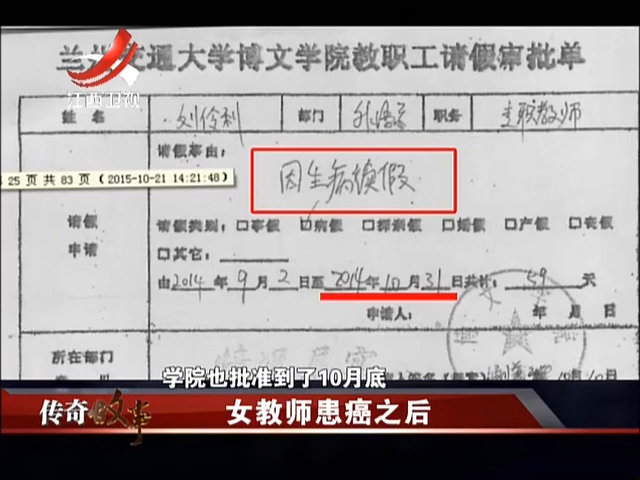 兰州交通大学博文学院教职工请假审批单
江西卫视
姓名 刘伶利 部门 外语系 职务 专职教师
请假事由：
25 页 共 83 页 (2015-10-21 14:21:48)
因生病续假
请假申请
请假类别：□事假 □病假 □探亲假 □婚假 □产假 □丧假
□其它：
由2014年9月2日至2014年10月31日共计：59天
申请人： 年 月 日
所在部门
学院也批准到了10月底
传奇故事
女教师患癌之后